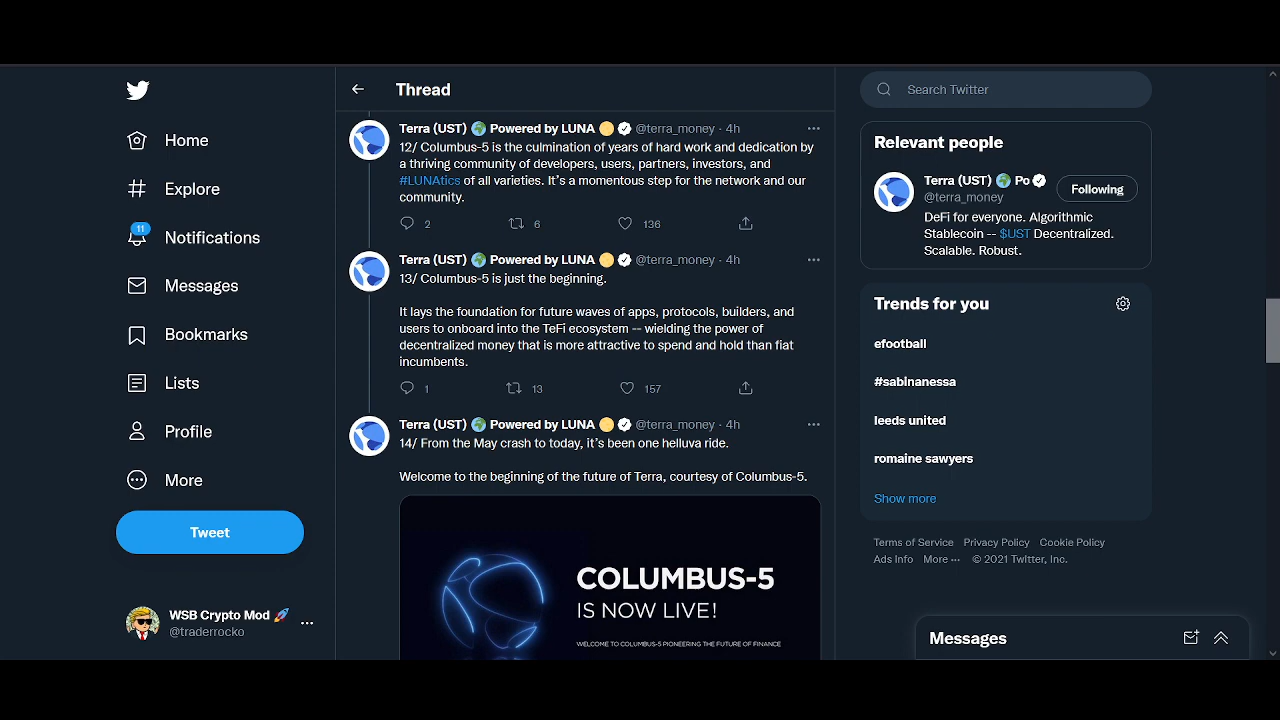 Home
Explore
11
Notifications
Messages
Bookmarks
Lists
Profile
More
Tweet
WSB Crypto Mod 🚀
@traderrocko
Thread
Terra (UST) 🌍 Powered by LUNA 🌕 @terra_money · 4h
12/ Columbus-5 is the culmination of years of hard work and dedication by
a thriving community of developers, users, partners, investors, and
#LUNAtics of all varieties. It's a momentous step for the network and our
community.
2 6 136
Terra (UST) 🌍 Powered by LUNA 🌕 @terra_money · 4h
13/ Columbus-5 is just the beginning.
It lays the foundation for future waves of apps, protocols, builders, and
users to onboard into the TeFi ecosystem -- wielding the power of
decentralized money that is more attractive to spend and hold than fiat
incumbents.
1 13 157
Terra (UST) 🌍 Powered by LUNA 🌕 @terra_money · 4h
14/ From the May crash to today, it's been one helluva ride.
Welcome to the beginning of the future of Terra, courtesy of Columbus-5.
COLUMBUS-5
IS NOW LIVE!
WELCOME TO COLUMBUS-5 PIONEERING THE FUTURE OF FINANCE
Search Twitter
Relevant people
Terra (UST) 🌍 Po
@terra_money
Following
DeFi for everyone. Algorithmic
Stablecoin -- $UST Decentralized.
Scalable. Robust.
Trends for you
efootball
#sabinanessa
leeds united
romaine sawyers
Show more
Terms of Service Privacy Policy Cookie Policy
Ads Info More ··· © 2021 Twitter, Inc.
Messages